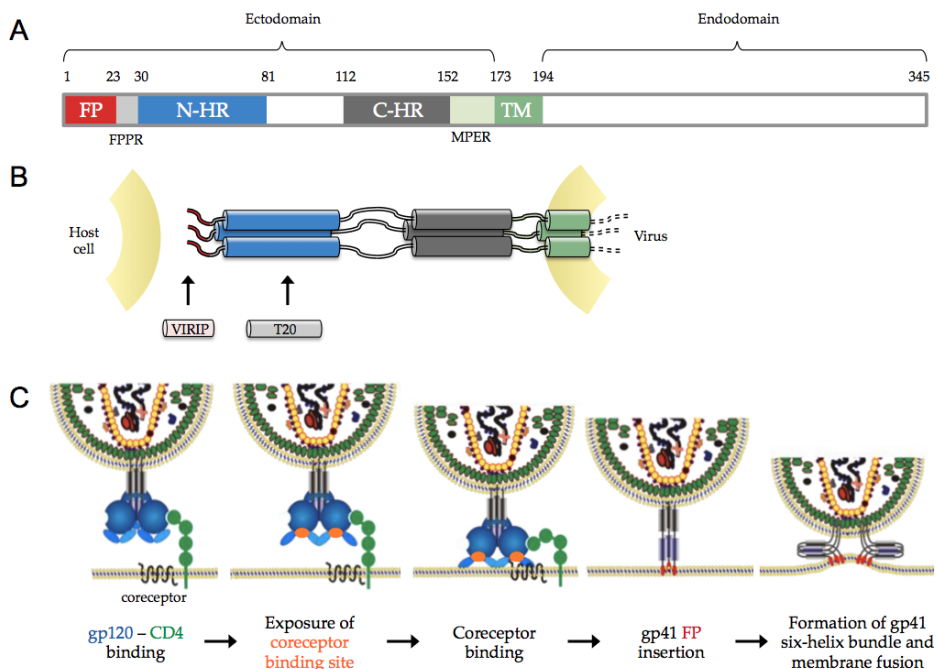 A
Ectodomain
Endodomain
1 23 30 81 112 152 173 194 345
FP N-HR C-HR TM
FPPR MPER
B
Host
cell
Virus
VIRIP T20
C
coreceptor
gp120 – CD4
binding
Exposure of
coreceptor
binding site
Coreceptor
binding
gp41 FP
insertion
Formation of gp41
six-helix bundle and
membrane fusion